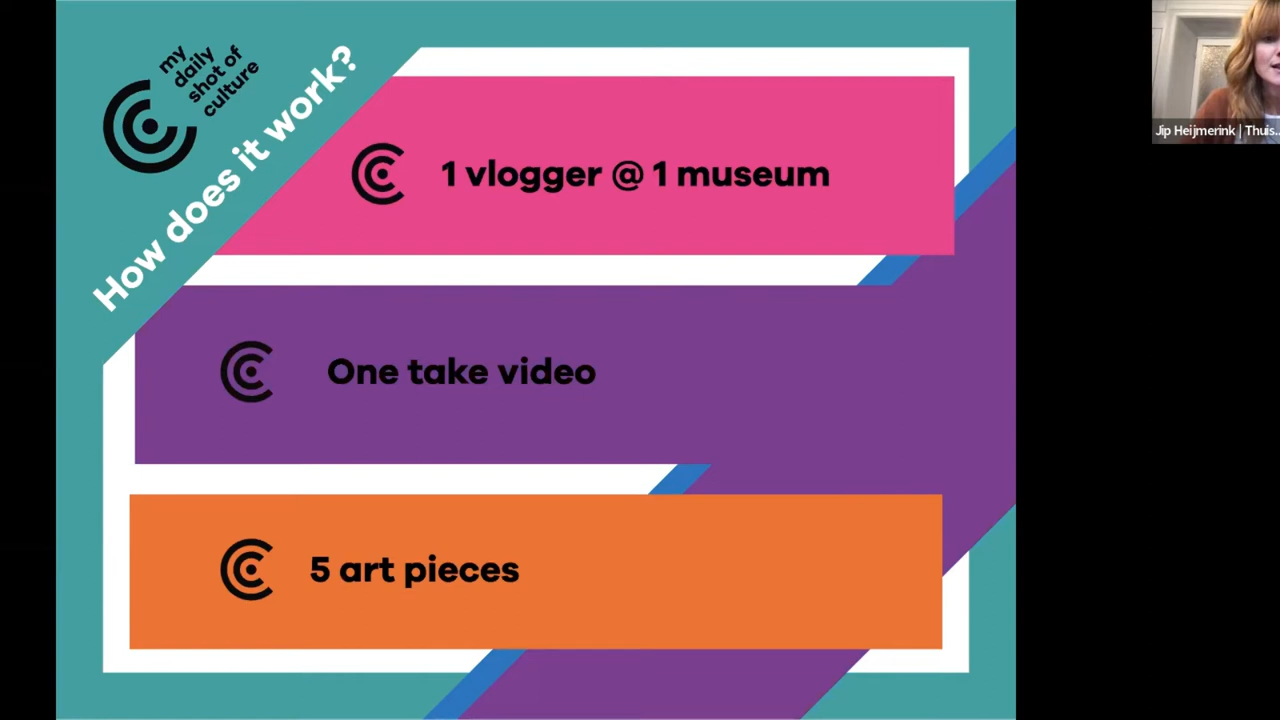 my
daily
shot of
culture
How does it work?
1 vlogger @ 1 museum
One take video
5 art pieces
Jip Heijmerink | Thuis...